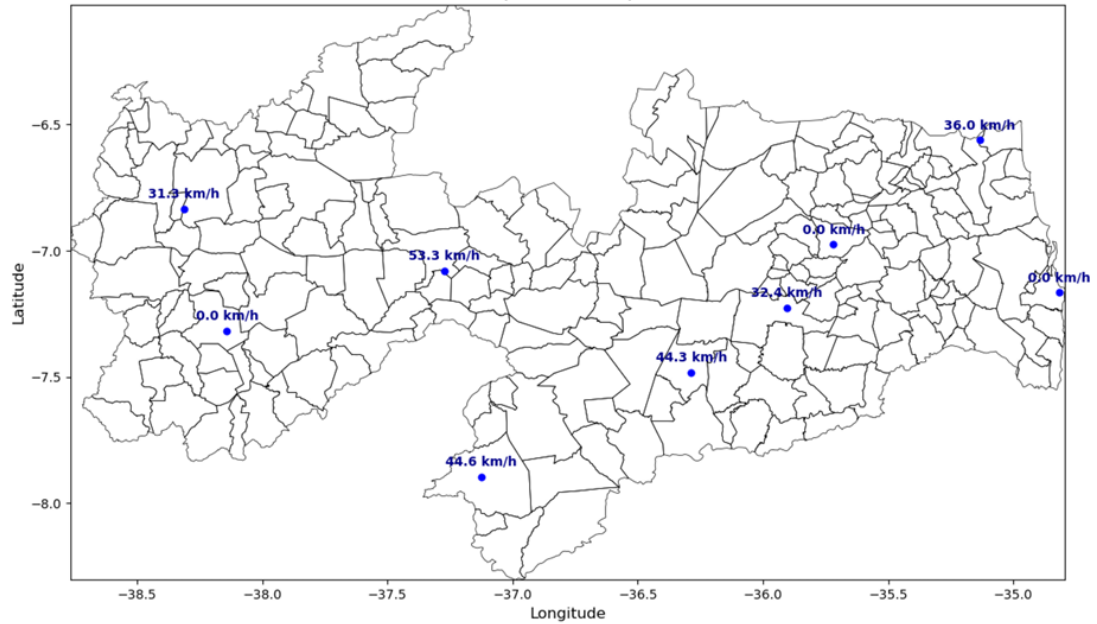 Latitude
−6.5
−7.0
−7.5
−8.0
36.0 km/h
31.3 km/h
0.0 km/h
53.3 km/h
0.0 km/h
32.4 km/h
0.0 km/h
44.3 km/h
44.6 km/h
−38.5
−38.0
−37.5
−37.0
−36.5
−36.0
−35.5
−35.0
Longitude